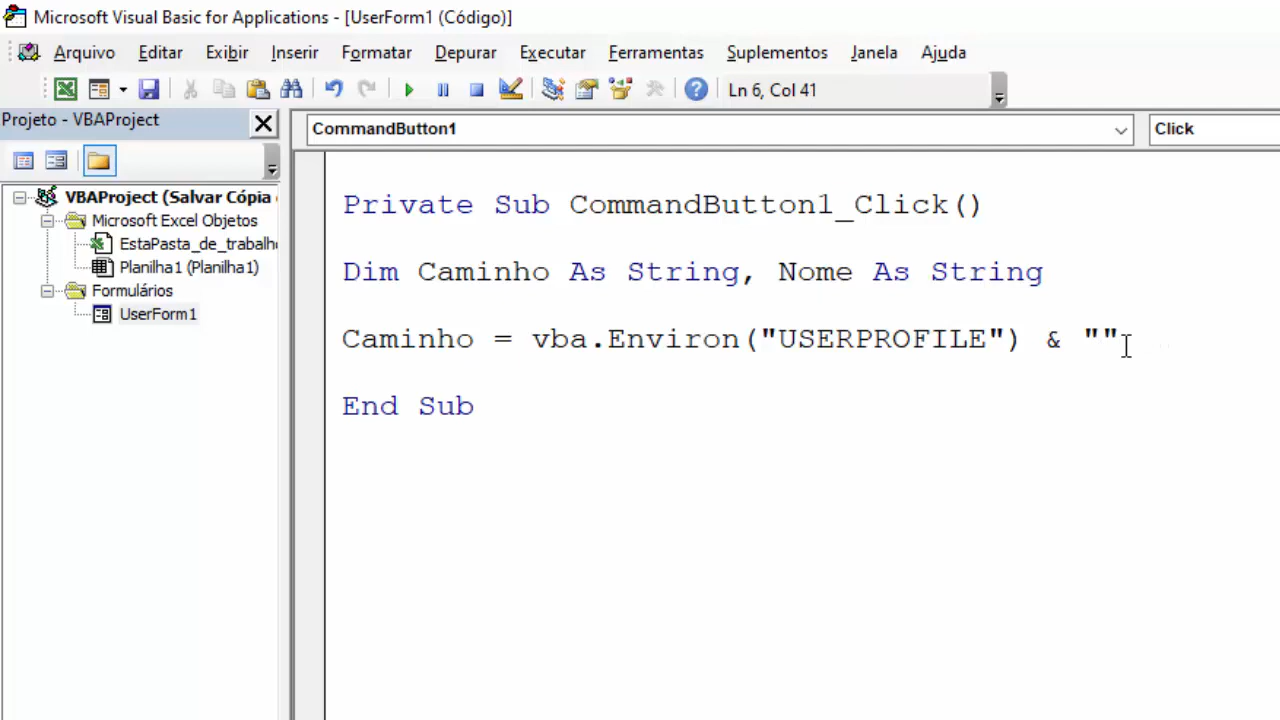 Microsoft Visual Basic for Applications - [UserForm1 (Código)]
Arquivo Editar Exibir Inserir Formatar Depurar Executar Ferramentas Suplementos Janela Ajuda
Ln 6, Col 41
Projeto - VBAProject
CommandButton1
Click
VBAProject (Salvar Cópia
Microsoft Excel Objetos
EstaPasta_de_trabalh
Planilha1 (Planilha1)
Formulários
UserForm1
Private Sub CommandButton1_Click()
Dim Caminho As String, Nome As String
Caminho = vba.Environ("USERPROFILE") & ""
End Sub